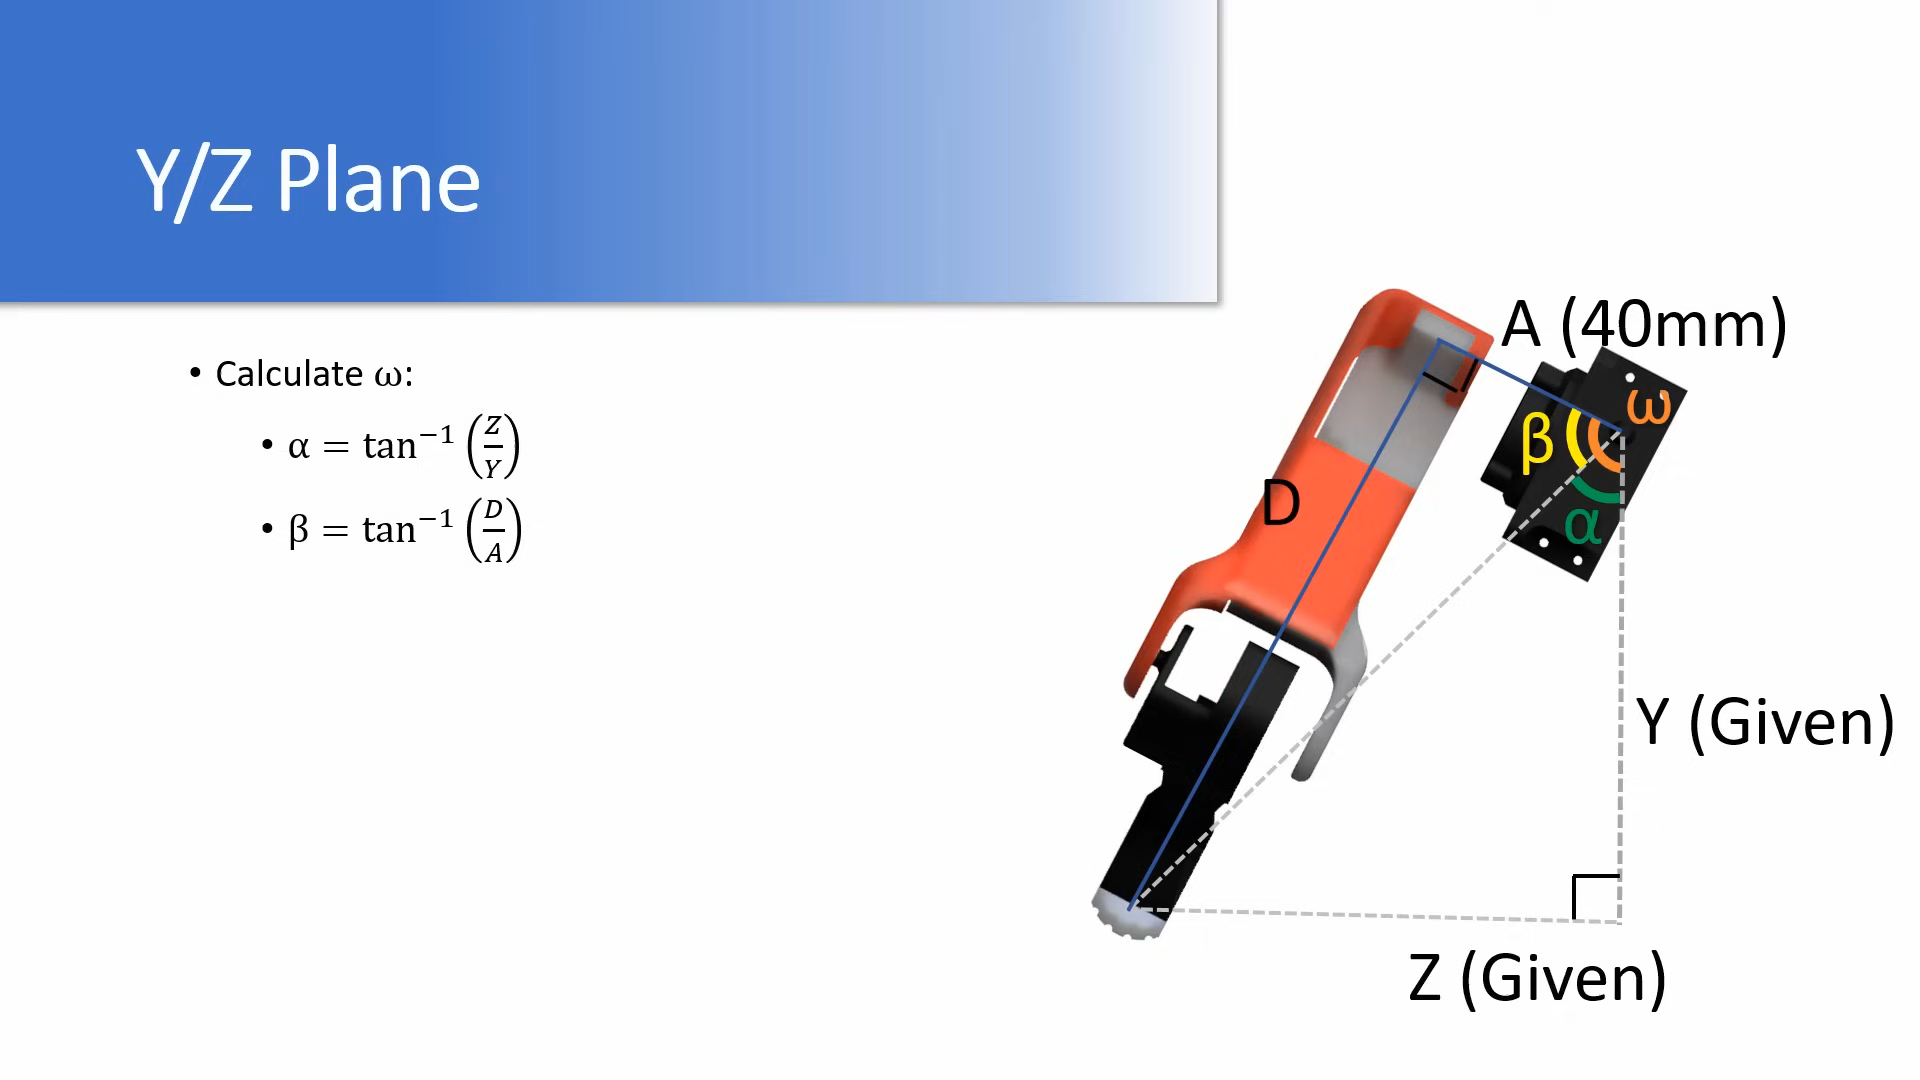 Y/Z Plane
A (40mm)
• Calculate ω:
• α = tan⁻¹ (Z/Y)
• β = tan⁻¹ (D/A)
ω
β
D
α
Y (Given)
Z (Given)